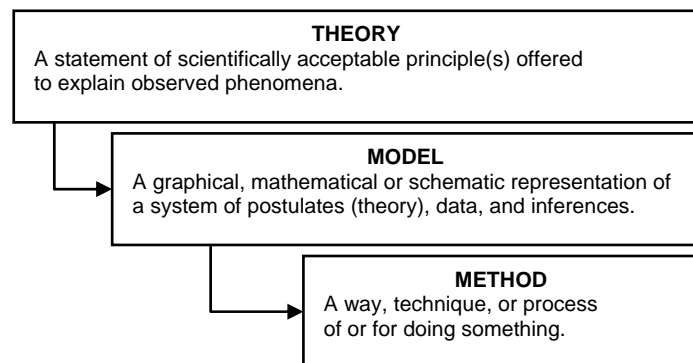 THEORY
A statement of scientifically acceptable principle(s) offered
to explain observed phenomena.
MODEL
A graphical, mathematical or schematic representation of
a system of postulates (theory), data, and inferences.
METHOD
A way, technique, or process
of or for doing something.